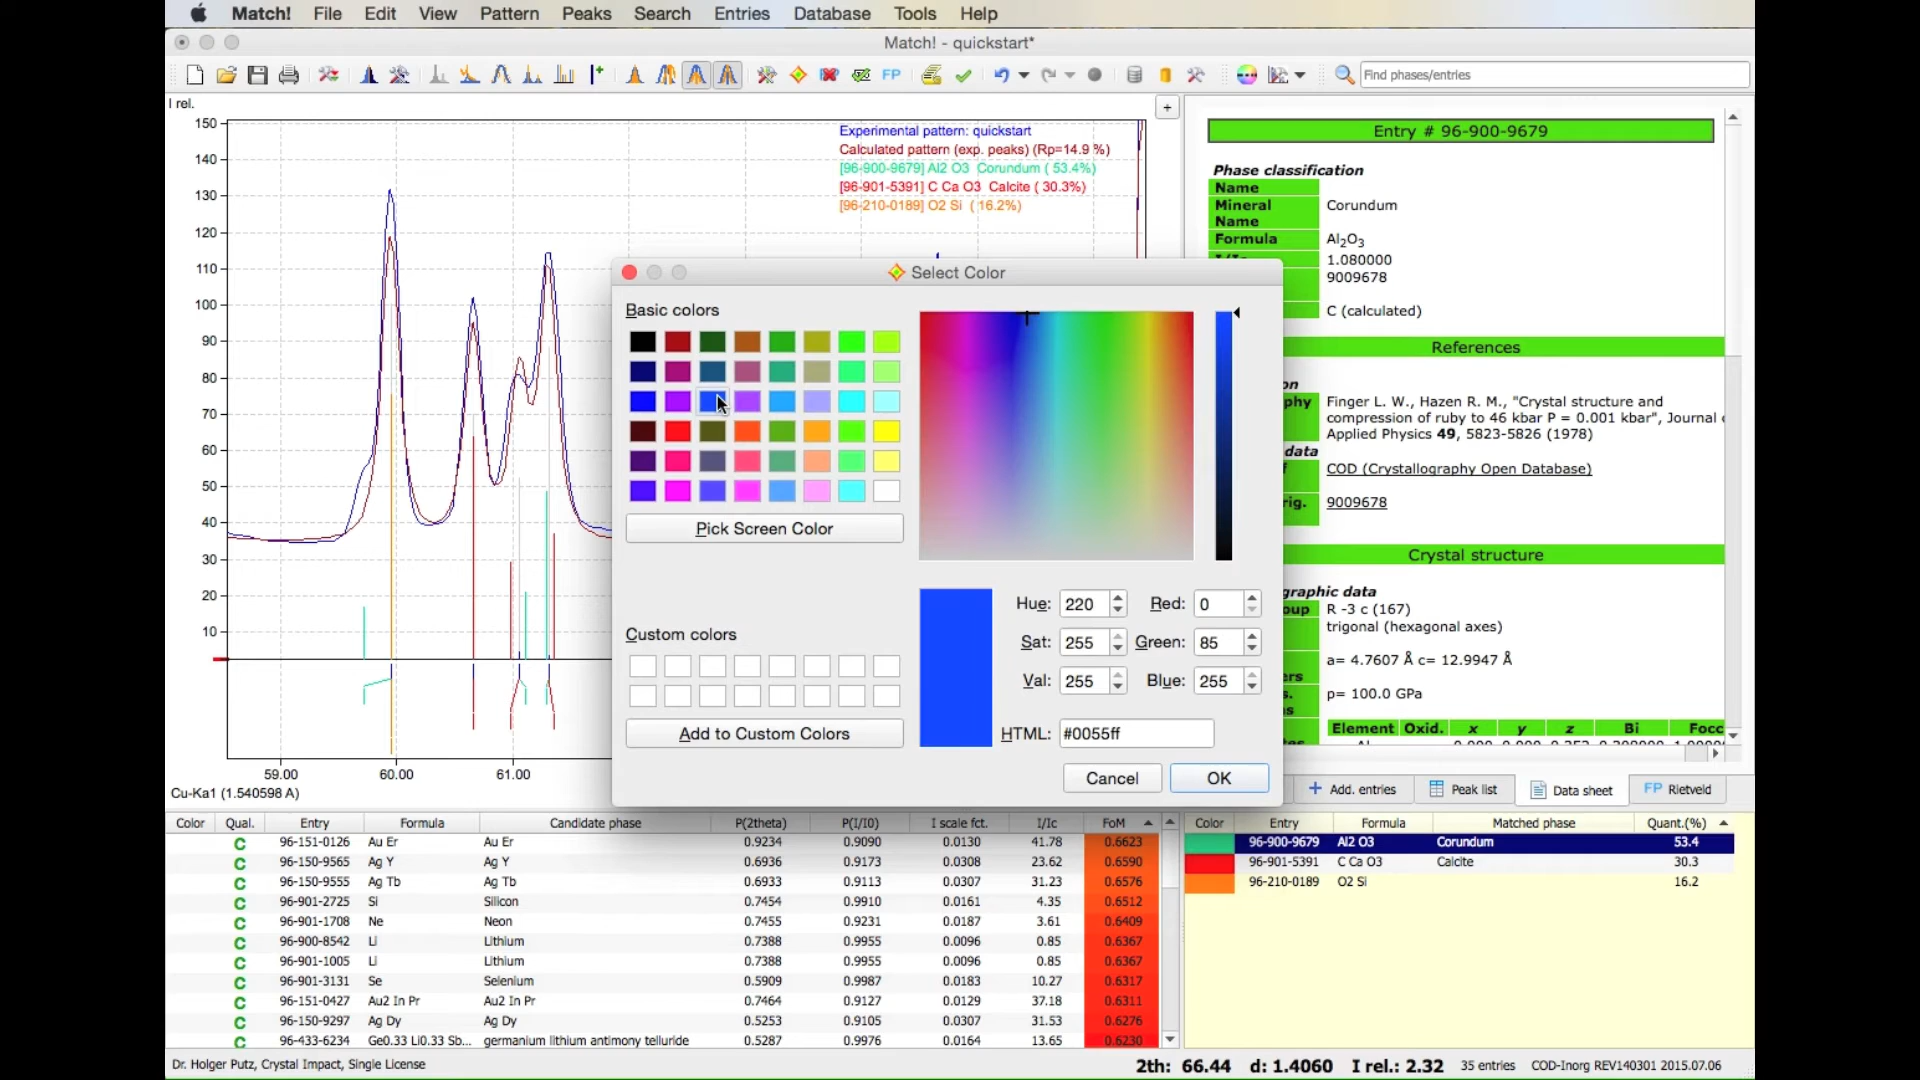 Match! File Edit View Pattern Peaks Search Entries Database Tools Help
Match! - quickstart*
FP Find phases/entries
I rel.
150
140
130
120
110
100
90
80
70
60
50
40
30
20
10
59.00 60.00 61.00
Cu-Ka1 (1.540598 A)
Experimental pattern: quickstart
Calculated pattern (exp. peaks) (Rp=14.9 %)
[96-900-9679] Al2 O3 Corundum ( 53.4%)
[96-901-5391] C Ca O3 Calcite ( 30.3%)
[96-210-0189] O2 Si ( 16.2%)
+
Entry # 96-900-9679
Phase classification
Name
Mineral Name Corundum
Formula Al2O3
1.080000
9009678
C (calculated)
References
Finger L. W., Hazen R. M., "Crystal structure and
compression of ruby to 46 kbar P = 0.001 kbar", Journal
Applied Physics 49, 5823-5826 (1978)
data
COD (Crystallography Open Database)
rig. 9009678
Crystal structure
graphic data
oup R -3 c (167)
trigonal (hexagonal axes)
ers a= 4.7607 Å c= 12.9947 Å
p= 100.0 GPa
Element Oxid. x y z Bi Focc
Select Color
Basic colors
Pick Screen Color
Custom colors
Add to Custom Colors
Hue: 220 Red: 0
Sat: 255 Green: 85
Val: 255 Blue: 255
HTML: #0055ff
Cancel OK
+ Add. entries Peak list Data sheet FP Rietveld
Color Qual. Entry Formula Candidate phase P(2theta) P(I/I0) I scale fct. I/Ic FoM
C 96-151-0126 Au Er Au Er 0.9234 0.9090 0.0130 41.78 0.6623
C 96-150-9565 Ag Y Ag Y 0.6936 0.9173 0.0308 23.62 0.6590
C 96-150-9555 Ag Tb Ag Tb 0.6933 0.9113 0.0307 31.23 0.6576
C 96-901-2725 Si Silicon 0.7454 0.9910 0.0161 4.35 0.6512
C 96-901-1708 Ne Neon 0.7455 0.9231 0.0187 3.61 0.6409
C 96-900-8542 Li Lithium 0.7388 0.9955 0.0096 0.85 0.6367
C 96-901-1005 Li Lithium 0.7388 0.9955 0.0096 0.85 0.6367
C 96-901-3131 Se Selenium 0.5909 0.9987 0.0183 10.27 0.6317
C 96-151-0427 Au2 In Pr Au2 In Pr 0.7464 0.9127 0.0129 37.18 0.6311
C 96-150-9297 Ag Dy Ag Dy 0.5253 0.9105 0.0307 31.53 0.6276
C 96-433-6234 Ge0.33 Li0.33 Sb... germanium lithium antimony telluride 0.5287 0.9976 0.0164 13.65 0.6230
Color Entry Formula Matched phase Quant.(%)
96-900-9679 Al2 O3 Corundum 53.4
96-901-5391 C Ca O3 Calcite 30.3
96-210-0189 O2 Si 16.2
Dr. Holger Putz, Crystal Impact, Single License
2th: 66.44 d: 1.4060 I rel.: 2.32 35 entries COD-Inorg REV140301 2015.07.06